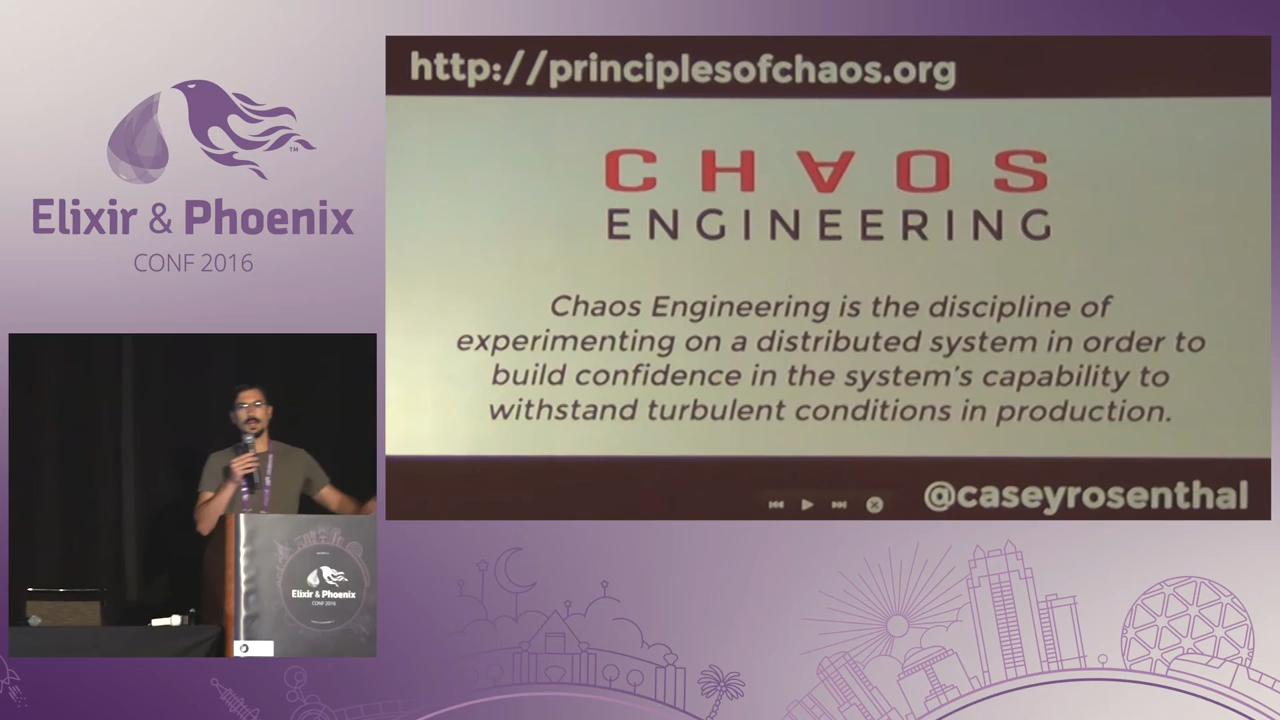 Elixir & Phoenix
CONF 2016
TM
http://principlesofchaos.org
CHAOS
ENGINEERING
Chaos Engineering is the discipline of
experimenting on a distributed system in order to
build confidence in the system's capability to
withstand turbulent conditions in production.
@caseyrosenthal
Elixir & Phoenix
CONF 2016